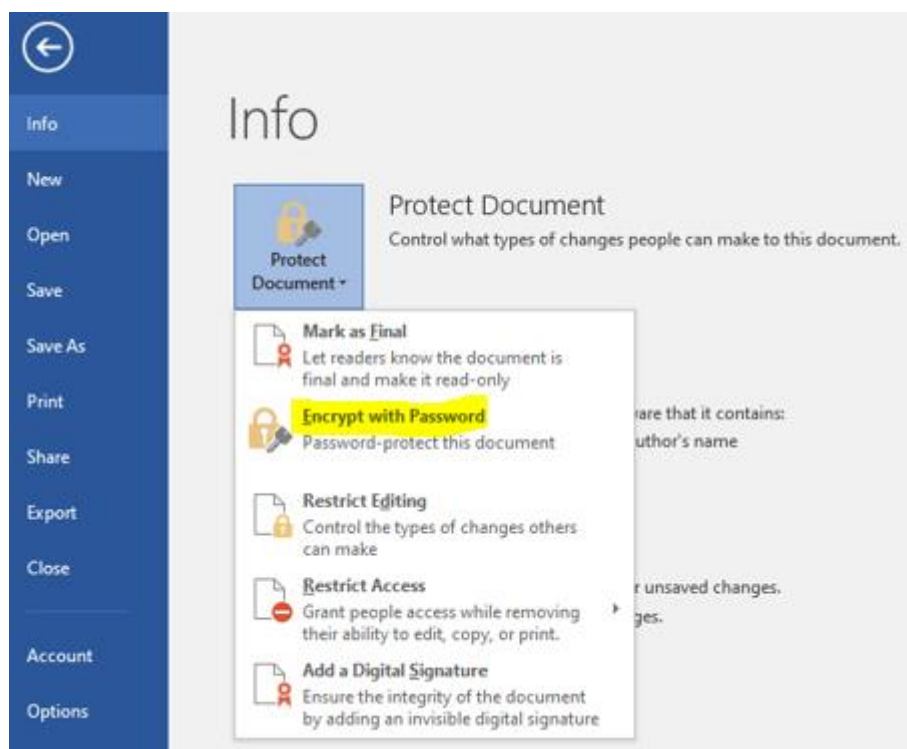 Info
New
Open
Save
Save As
Print
Share
Export
Close
Account
Options
Info
Protect
Document
Protect Document
Control what types of changes people can make to this document.
Mark as Final
Let readers know the document is
final and make it read-only
Encrypt with Password
Password-protect this document
Restrict Editing
Control the types of changes others
can make
Restrict Access
Grant people access while removing
their ability to edit, copy, or print.
Add a Digital Signature
Ensure the integrity of the document
by adding an invisible digital signature
that it contains:
name
unsaved changes.